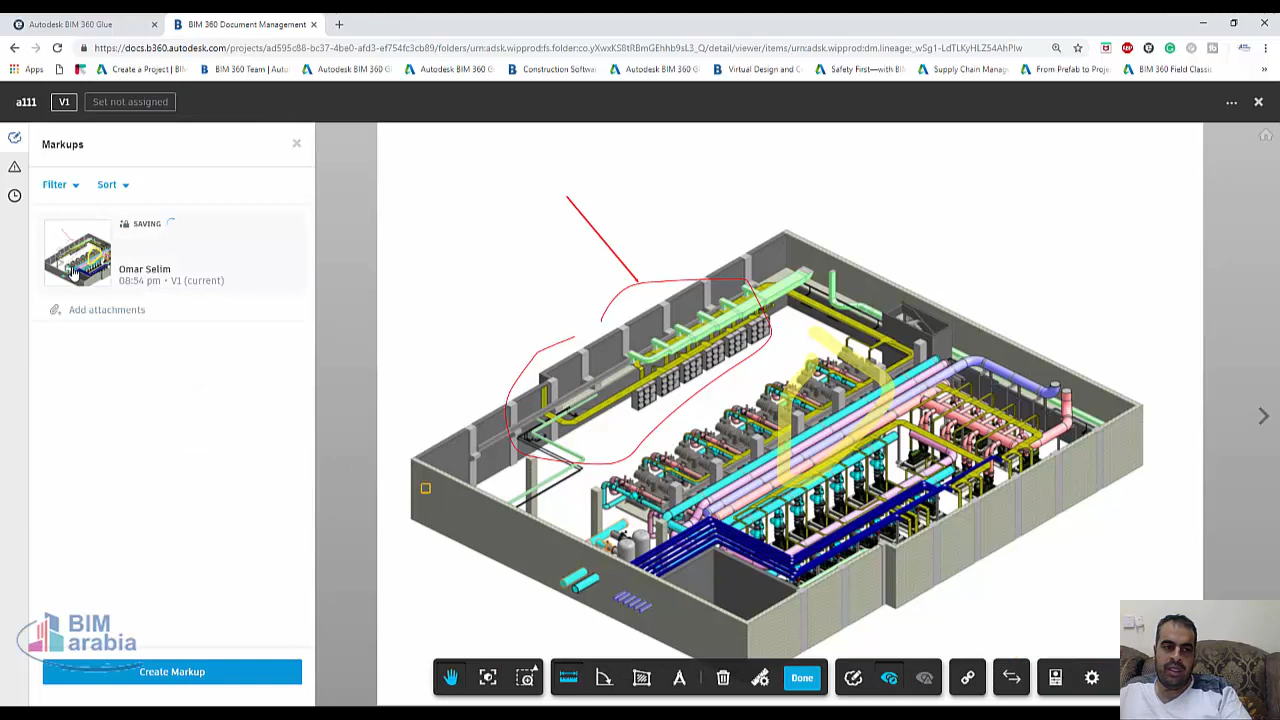 Autodesk BIM 360 Glue
BIM 360 Document Management
https://docs.b360.autodesk.com/projects/ad595c86-bc37-4be0-afd3-ef754fc3cb89/folders/urn:adsk.wipprod:fs.folder:co.yXwxKS8tRBmGEhhb9sL3_Q/detail/viewer/items/urn:adsk.wipprod:dm.lineage:_wSg1-LdTLKyHLZ54AhPlw
Apps
Create a Project | BIM
BIM 360 Team | Auto
Autodesk BIM 360 G
Autodesk BIM 360 G
Construction Softwa
Autodesk BIM 360 G
Virtual Design and C
Safety First—with BI
Supply Chain Manag
From Prefab to Proje
BIM 360 Field Classic
a111 V1 Set not assigned
Markups
Filter Sort
SAVING
Omar Selim
08:54 pm • V1 (current)
Add attachments
BIM
arabia
Create Markup
Done